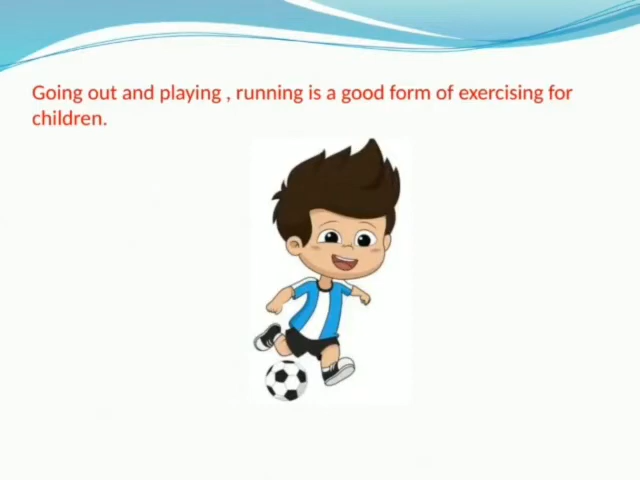 Going out and playing , running is a good form of exercising for
children.